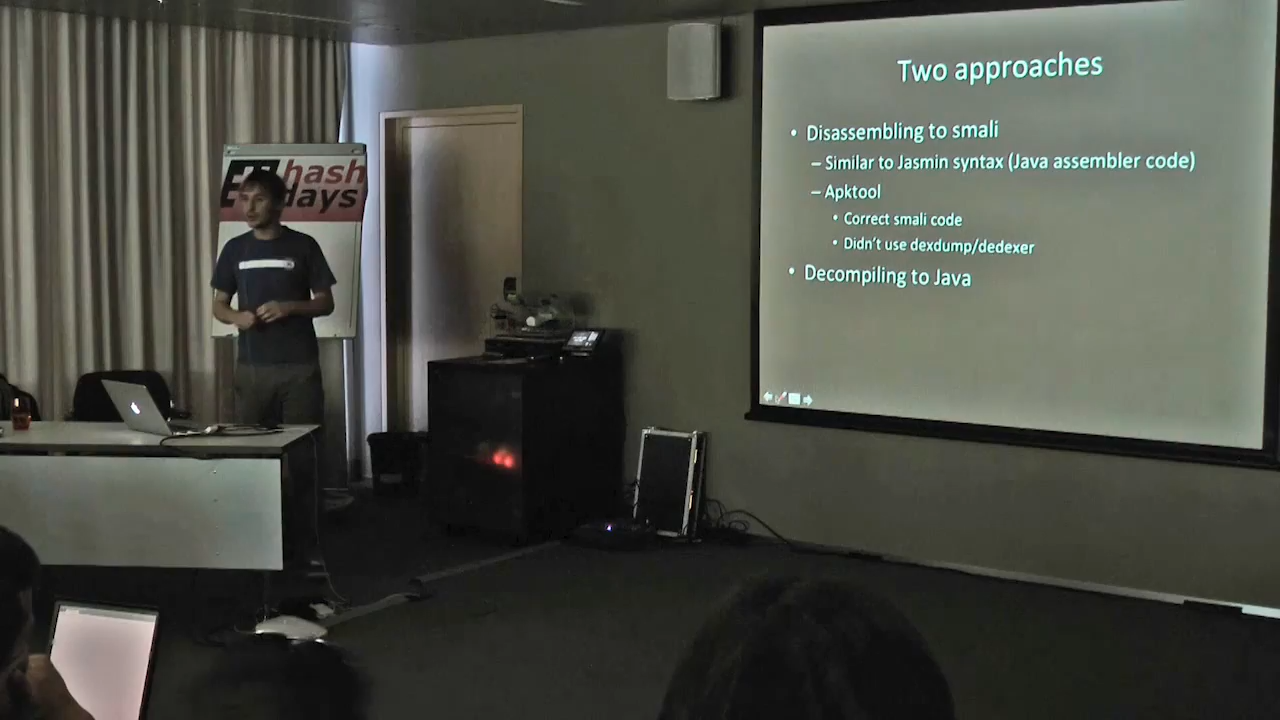 hash
days
Two approaches
• Disassembling to smali
– Similar to Jasmin syntax (Java assembler code)
– Apktool
• Correct smali code
• Didn't use dexdump/dedexer
• Decompiling to Java